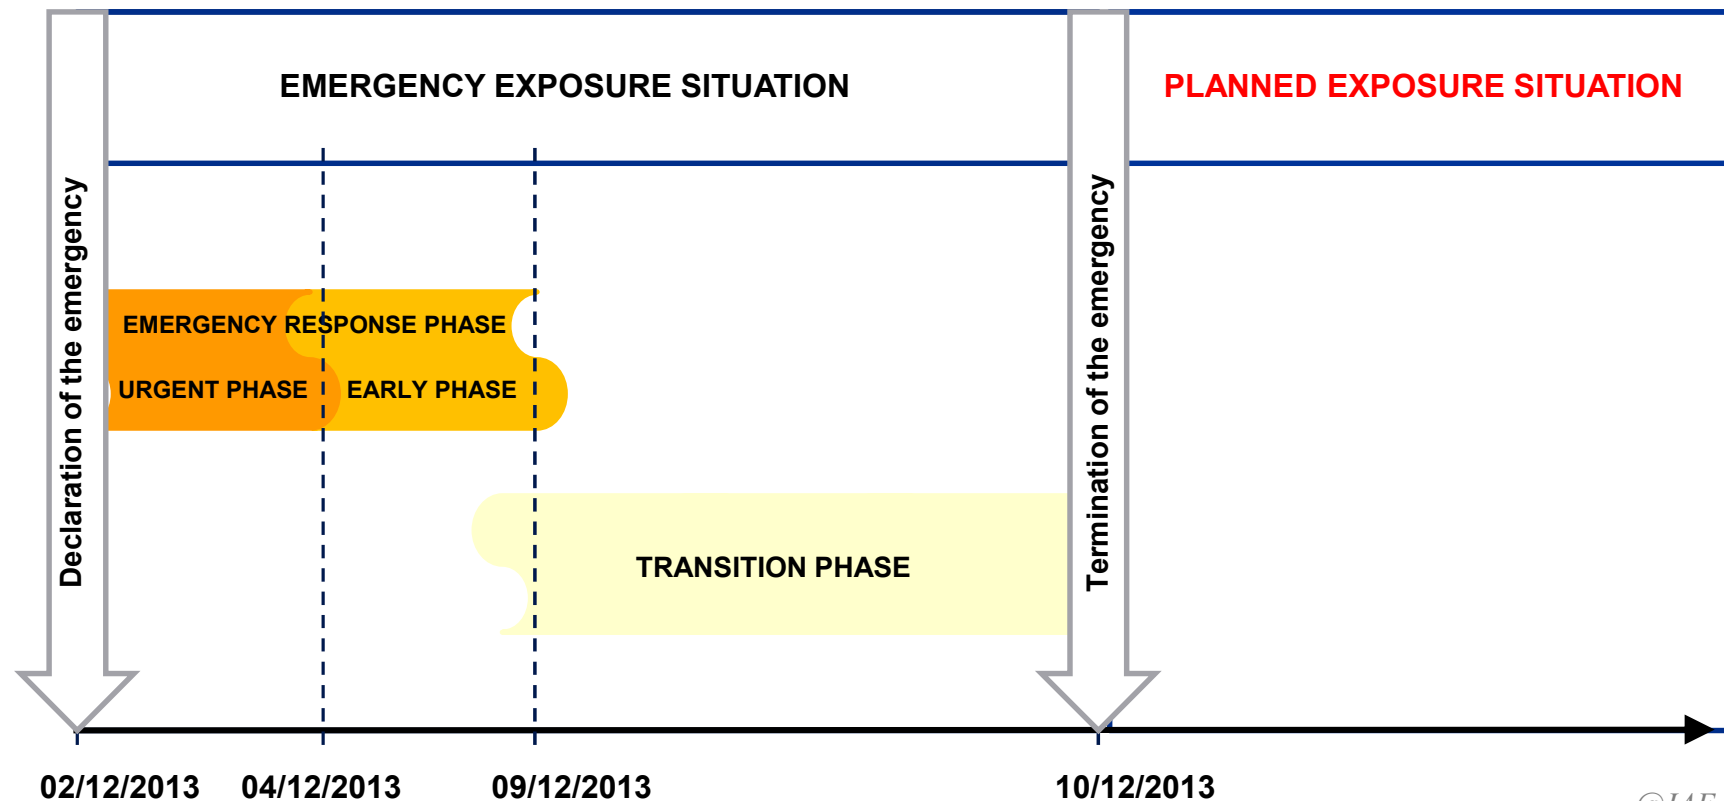 EMERGENCY EXPOSURE SITUATION
PLANNED EXPOSURE SITUATION
Declaration of the emergency
Termination of the emergency
EMERGENCY RESPONSE PHASE
URGENT PHASE
EARLY PHASE
TRANSITION PHASE
02/12/2013
04/12/2013
09/12/2013
10/12/2013